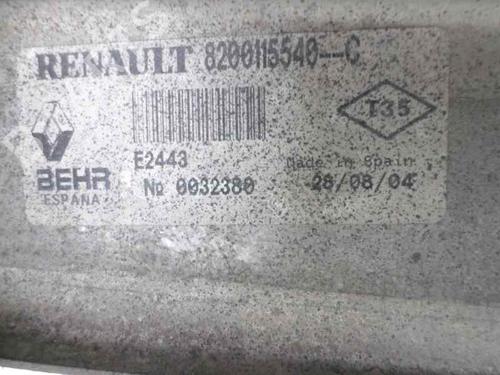 RENAULT 8200115540--C
T35
E2443
Made in Spain
BEHR
ESPAÑA
No 0032380
28/08/04